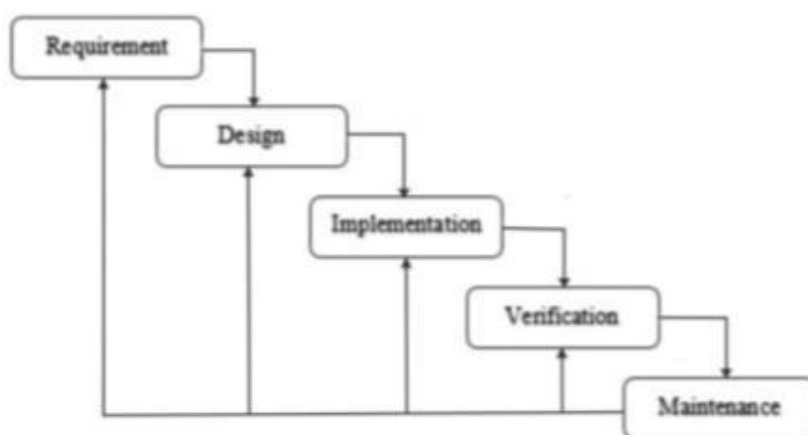 Requirement
Design
Implementation
Verification
Maintenance